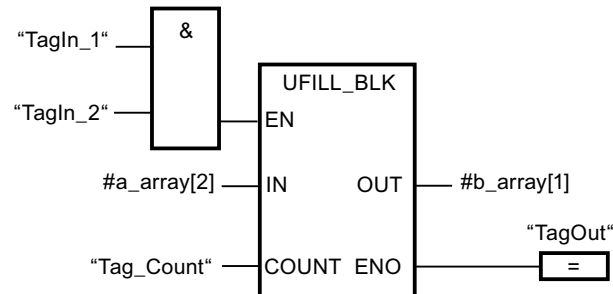 &
“TagIn_1“
UFILL_BLK
“TagIn_2“
EN
#a_array[2]
IN
OUT
#b_array[1]
“TagOut“
“Tag_Count“
COUNT
ENO
=